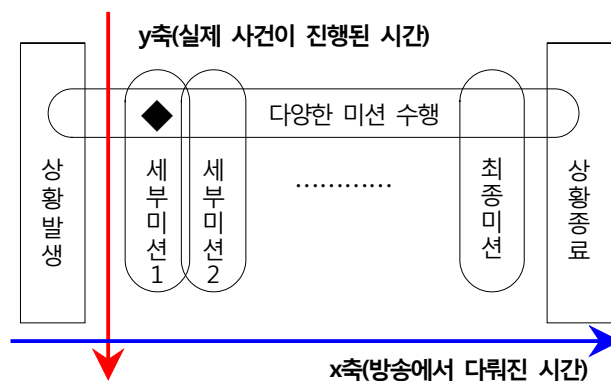 y축(실제 사건이 진행된 시간)
다양한 미션 수행
상황발생
세부미션1
세부미션2
…………
최종미션
상황종료
x축(방송에서 다뤄진 시간)